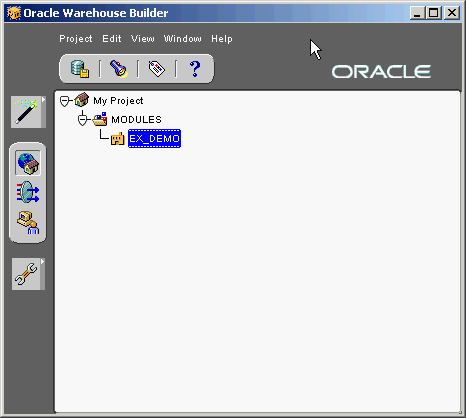 Oracle Warehouse Builder
Project Edit View Window Help
?
ORACLE
My Project
MODULES
EX_DEMO